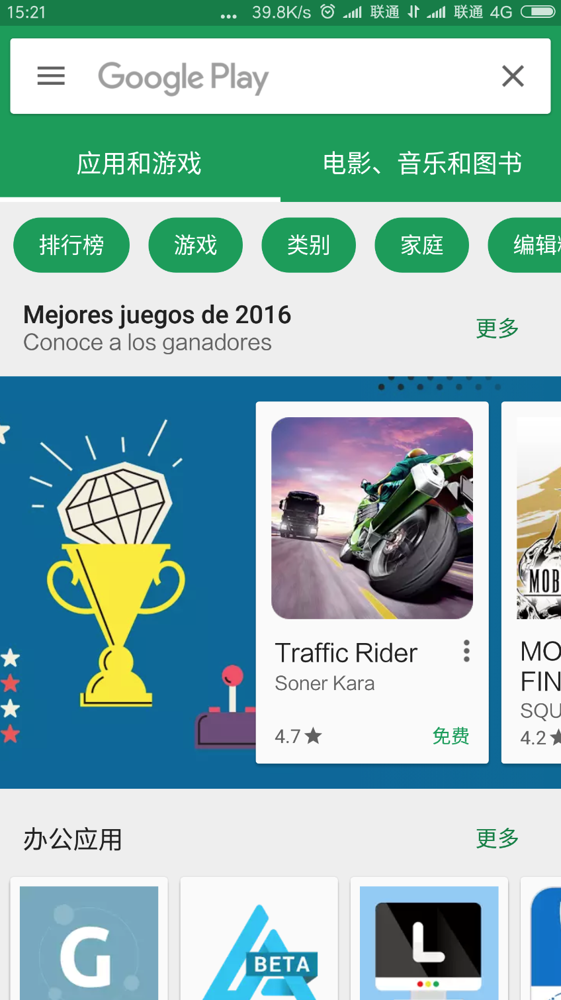 15:21 ... 39.8K/s 联通 联通 4G
Google Play
应用和游戏 电影、音乐和图书
排行榜 游戏 类别 家庭 编辑
Mejores juegos de 2016
更多
Conoce a los ganadores
MOB
Traffic Rider
Soner Kara
4.7★ 免费
MO
FIN
SQU
4.2★
办公应用 更多
G BETA L